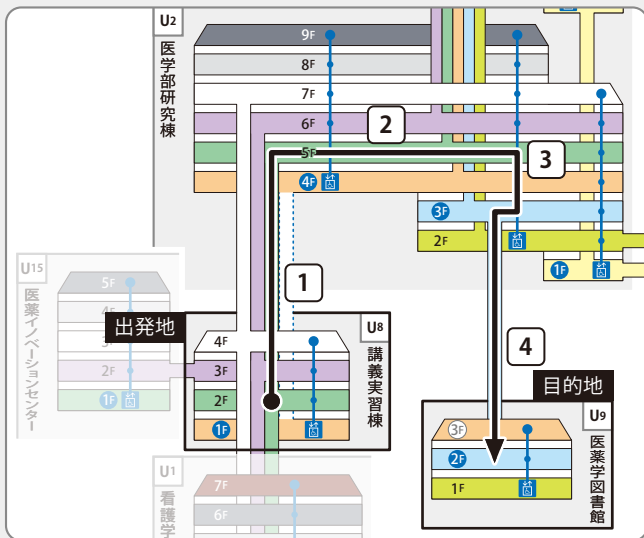 U2
医学部研究棟
9F
8F
7F
6F
5F
4F
3F
2F
1F
1
2
3
4
U15
医薬イノベーションセンター
5F
4F
2F
1F
出発地
U8
講義実習棟
4F
3F
2F
1F
目的地
U9
医薬学図書館
3F
2F
1F
U1
看護学
7F
6F